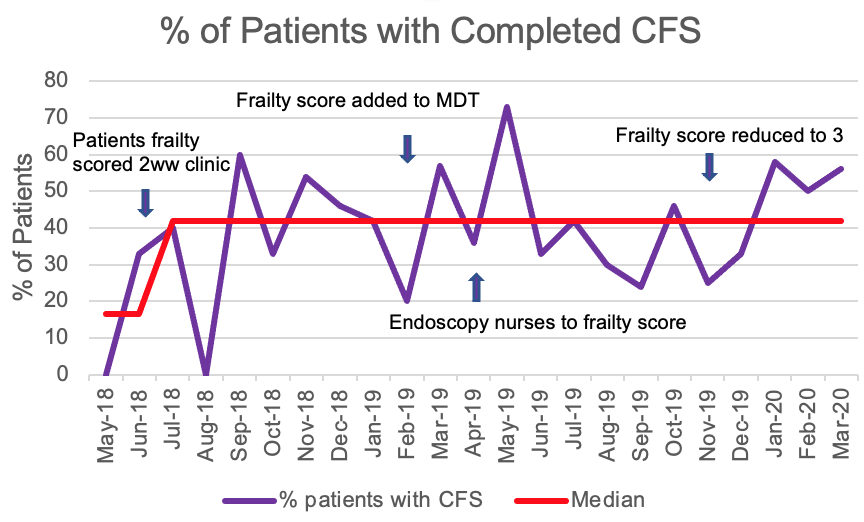 % of Patients with Completed CFS
80
70
60
50
40
30
20
10
0
% of Patients
Patients frailty
scored 2ww clinic
Frailty score added to MDT
Frailty score reduced to 3
Endoscopy nurses to frailty score
May-18
Jun-18
Jul-18
Aug-18
Sep-18
Oct-18
Nov-18
Dec-18
Jan-19
Feb-19
Mar-19
Apr-19
May-19
Jun-19
Jul-19
Aug-19
Sep-19
Oct-19
Nov-19
Dec-19
Jan-20
Feb-20
Mar-20
% patients with CFS
Median